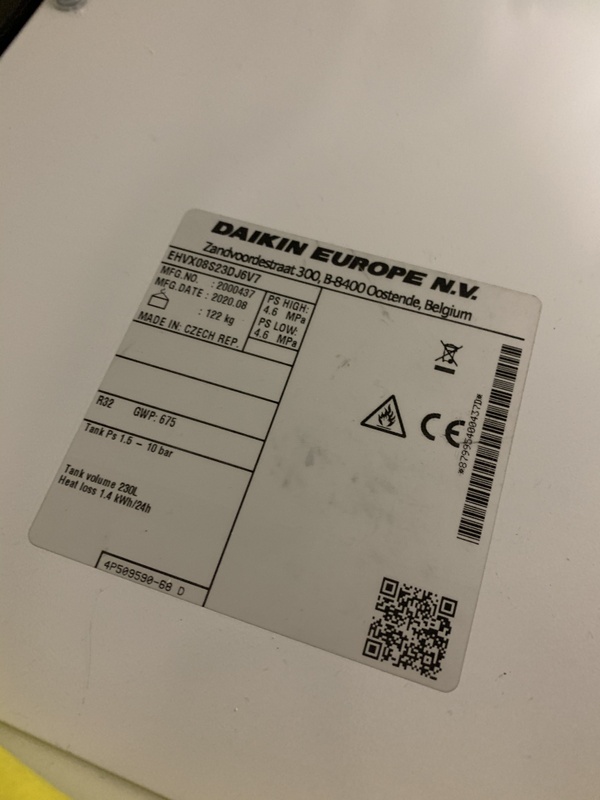 DAIKIN EUROPE N.V.
Zandvoordestraat 300, B-8400 Oostende, Belgium
EHVX08S23DJ6V7
MFG.NO. : 2000437
MFG.DATE : 2020.08
: 122 kg
MADE IN: CZECH REP.
PS HIGH:
4.6 MPa
PS LOW:
4.6 MPa
CE
R32 GWP: 675
Tank Ps 1.6 – 10 bar
Tank volume 230L
Heat loss 1.4 kWh/24h
4P509590-68 D